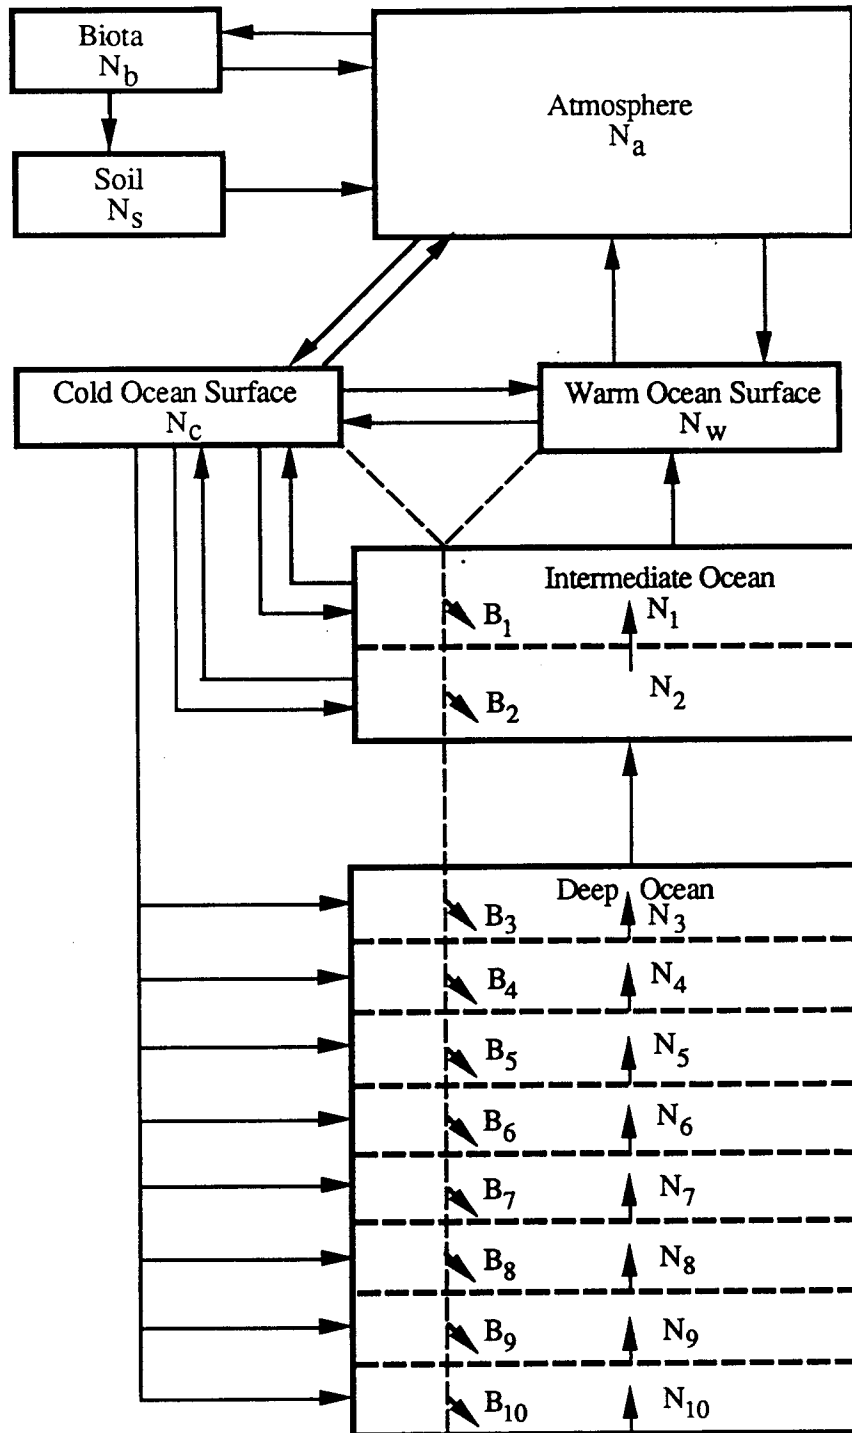 Biota
N_b
Atmosphere
N_a
Soil
N_s
Cold Ocean Surface
N_c
Warm Ocean Surface
N_w
Intermediate Ocean
B_1 N_1
B_2 N_2
Deep Ocean
B_3 N_3
B_4 N_4
B_5 N_5
B_6 N_6
B_7 N_7
B_8 N_8
B_9 N_9
B_10 N_10